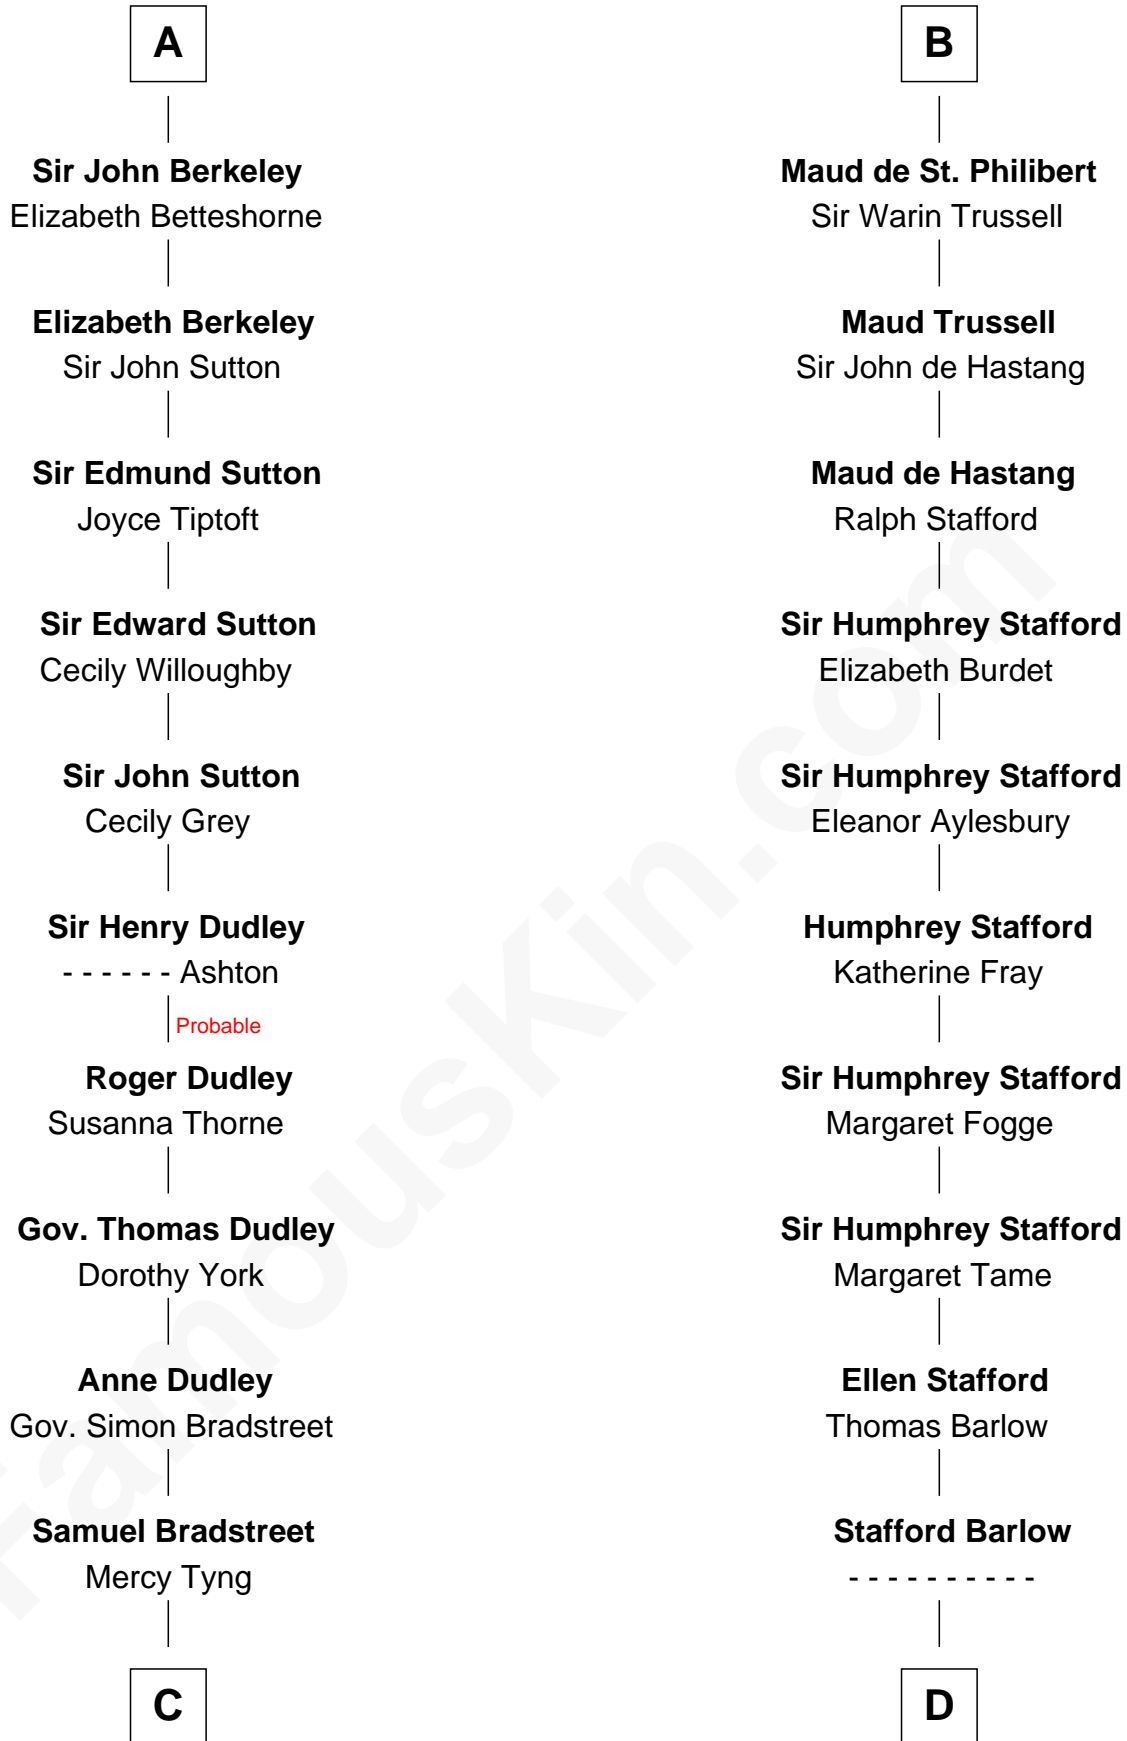 A
Sir John Berkeley
Elizabeth Betteshorne
Elizabeth Berkeley
Sir John Sutton
Sir Edmund Sutton
Joyce Tiptoft
Sir Edward Sutton
Cecily Willoughby
Sir John Sutton
Cecily Grey
Sir Henry Dudley
- - - - - - Ashton
Probable
Roger Dudley
Susanna Thorne
Gov. Thomas Dudley
Dorothy York
Anne Dudley
Gov. Simon Bradstreet
Samuel Bradstreet
Mercy Tyng
C
B
Maud de St. Philibert
Sir Warin Trussell
Maud Trussell
Sir John de Hastang
Maud de Hastang
Ralph Stafford
Sir Humphrey Stafford
Elizabeth Burdet
Sir Humphrey Stafford
Eleanor Aylesbury
Humphrey Stafford
Katherine Fray
Sir Humphrey Stafford
Margaret Fogge
Sir Humphrey Stafford
Margaret Tame
Ellen Stafford
Thomas Barlow
Stafford Barlow
- - - - - - - - - -
D
FamousKin.com